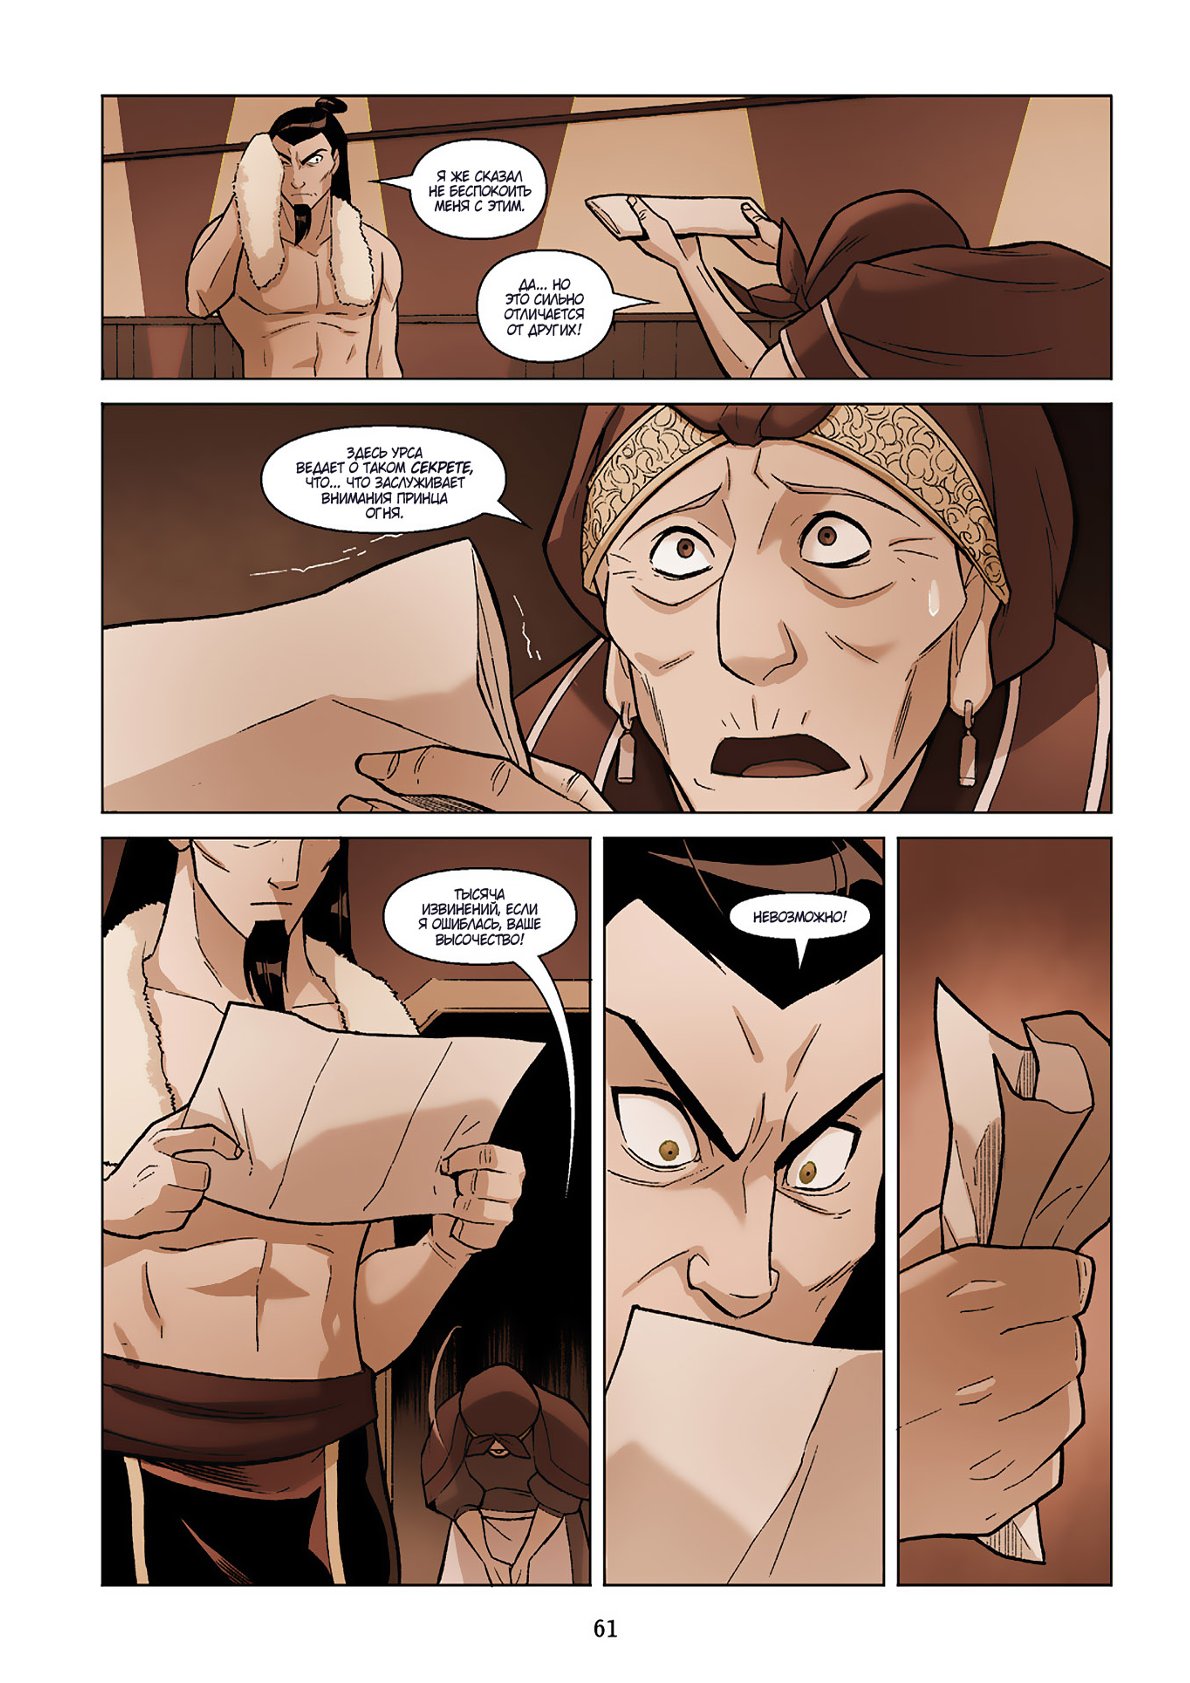 Я ЖЕ СКАЗАЛ
НЕ БЕСПОКОИТЬ
МЕНЯ С ЭТИМ.
ДА... НО
ЭТО СИЛЬНО
ОТЛИЧАЕТСЯ
ОТ ДРУГИХ!
ЗДЕСЬ УРСА
ВЕДАЕТ О ТАКОМ СЕКРЕТЕ,
ЧТО... ЧТО ЗАСЛУЖИВАЕТ
ВНИМАНИЯ ПРИНЦА
ОГНЯ.
ТЫСЯЧА
ИЗВИНЕНИЙ, ЕСЛИ
Я ОШИБЛАСЬ, ВАШЕ
ВЫСОЧЕСТВО!
НЕВОЗМОЖНО!
61